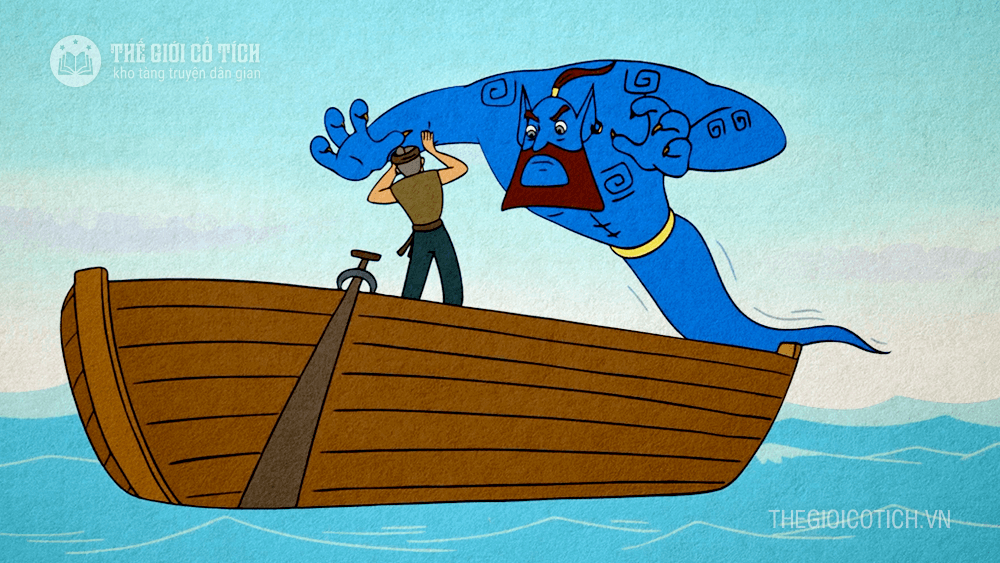 THẾ GIỚI CỔ TÍCH
kho tàng truyện dân gian
THEGIOICOTICH.VN